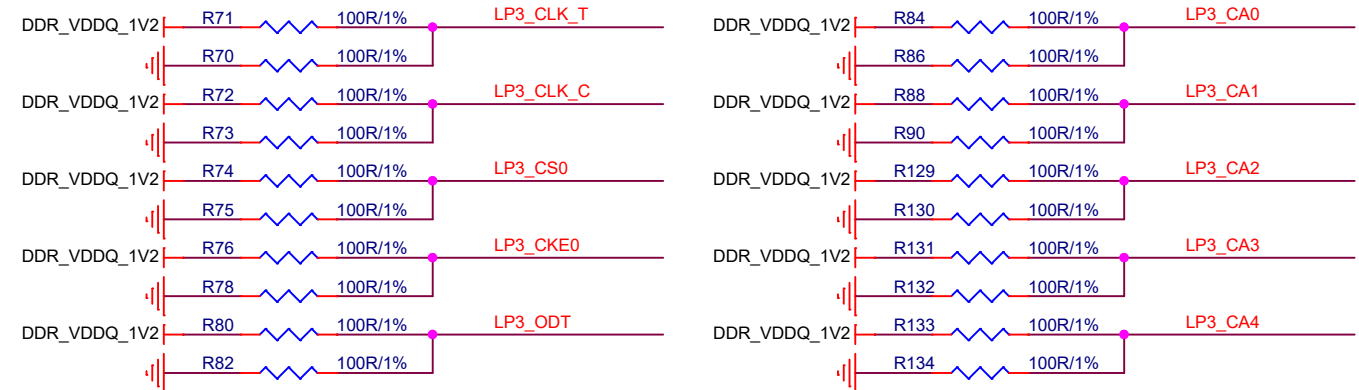 DDR_VDDQ_1V2 R71 100R/1% LP3_CLK_T
R70 100R/1%
DDR_VDDQ_1V2 R72 100R/1% LP3_CLK_C
R73 100R/1%
DDR_VDDQ_1V2 R74 100R/1% LP3_CS0
R75 100R/1%
DDR_VDDQ_1V2 R76 100R/1% LP3_CKE0
R78 100R/1%
DDR_VDDQ_1V2 R80 100R/1% LP3_ODT
R82 100R/1%
DDR_VDDQ_1V2 R84 100R/1% LP3_CA0
R86 100R/1%
DDR_VDDQ_1V2 R88 100R/1% LP3_CA1
R90 100R/1%
DDR_VDDQ_1V2 R129 100R/1% LP3_CA2
R130 100R/1%
DDR_VDDQ_1V2 R131 100R/1% LP3_CA3
R132 100R/1%
DDR_VDDQ_1V2 R133 100R/1% LP3_CA4
R134 100R/1%